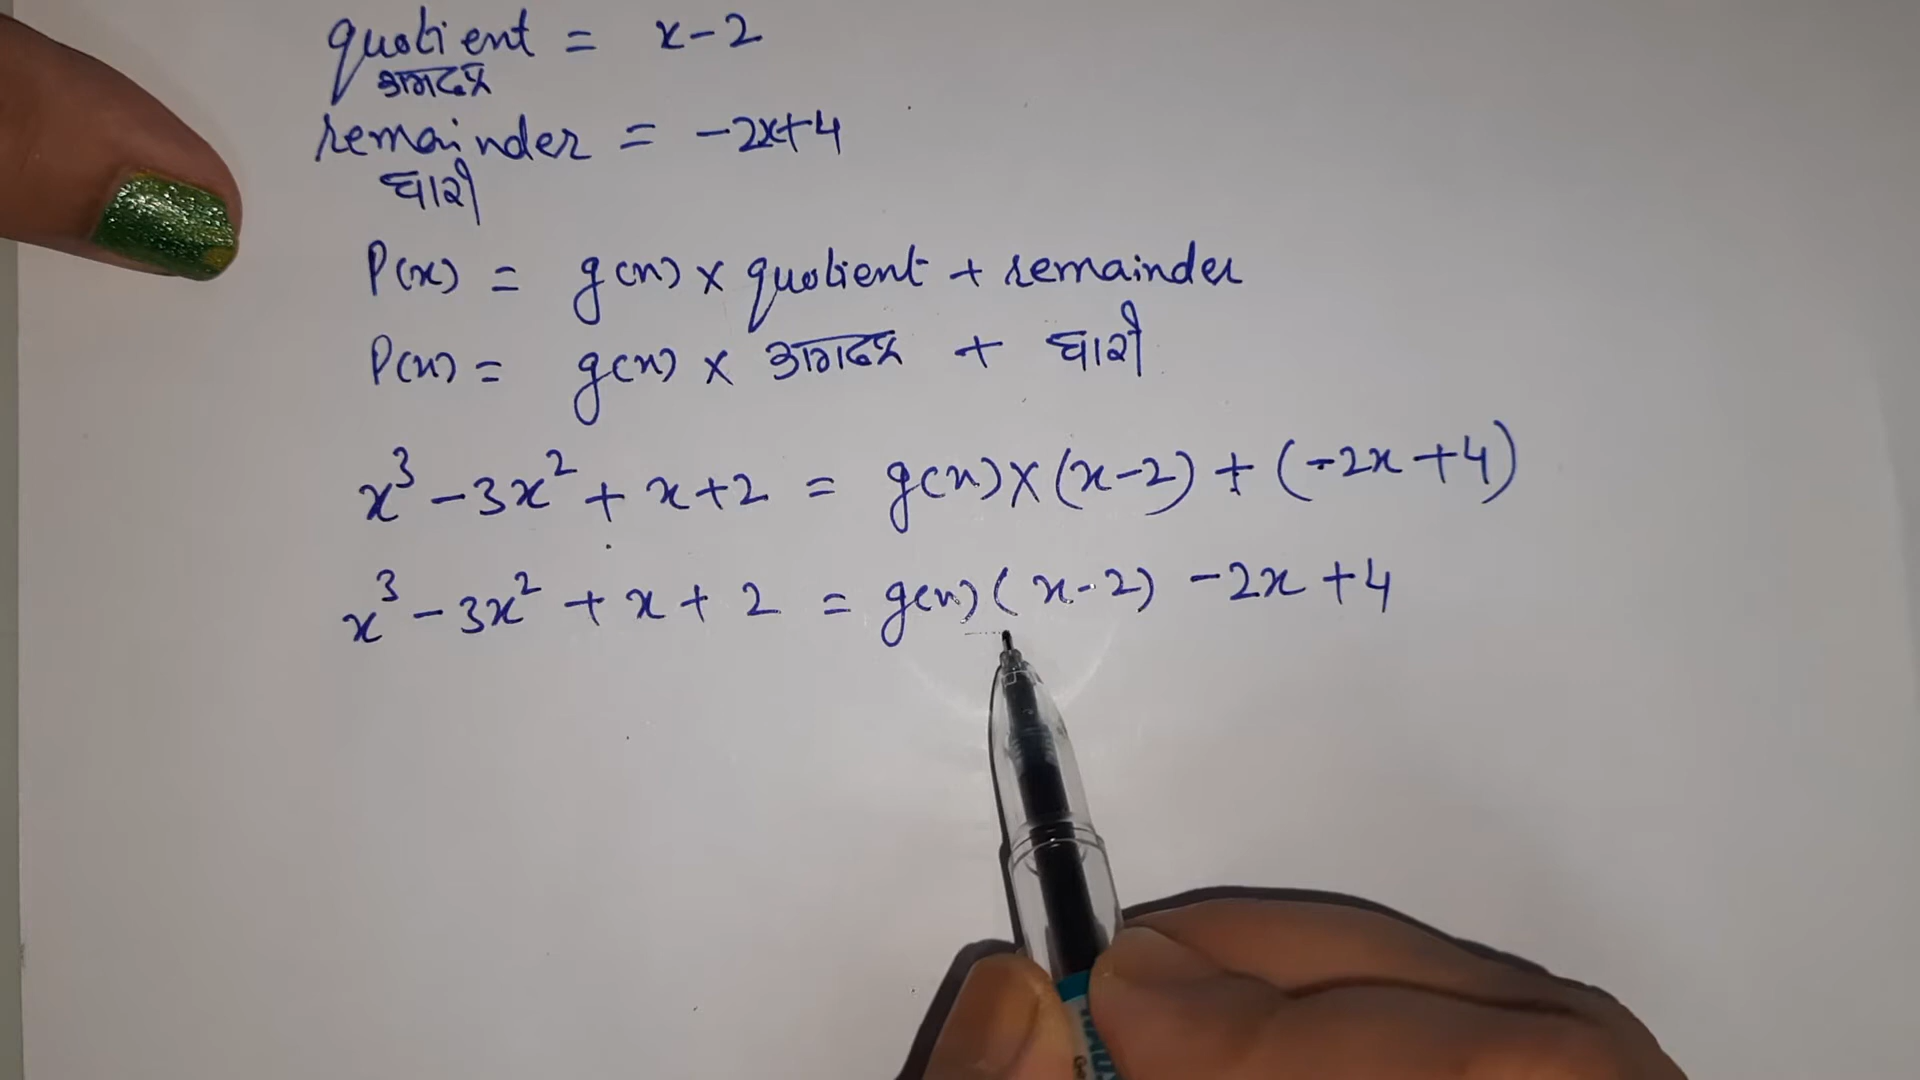 quotient = x-2
भागफल
remainder = -2x+4
शेष
P(x) = g(x) × quotient + remainder
P(x) = g(x) × भागफल + शेष
x³ - 3x² + x + 2 = g(x) × (x-2) + (-2x+4)
x³ - 3x² + x + 2 = g(x) (x-2) - 2x + 4